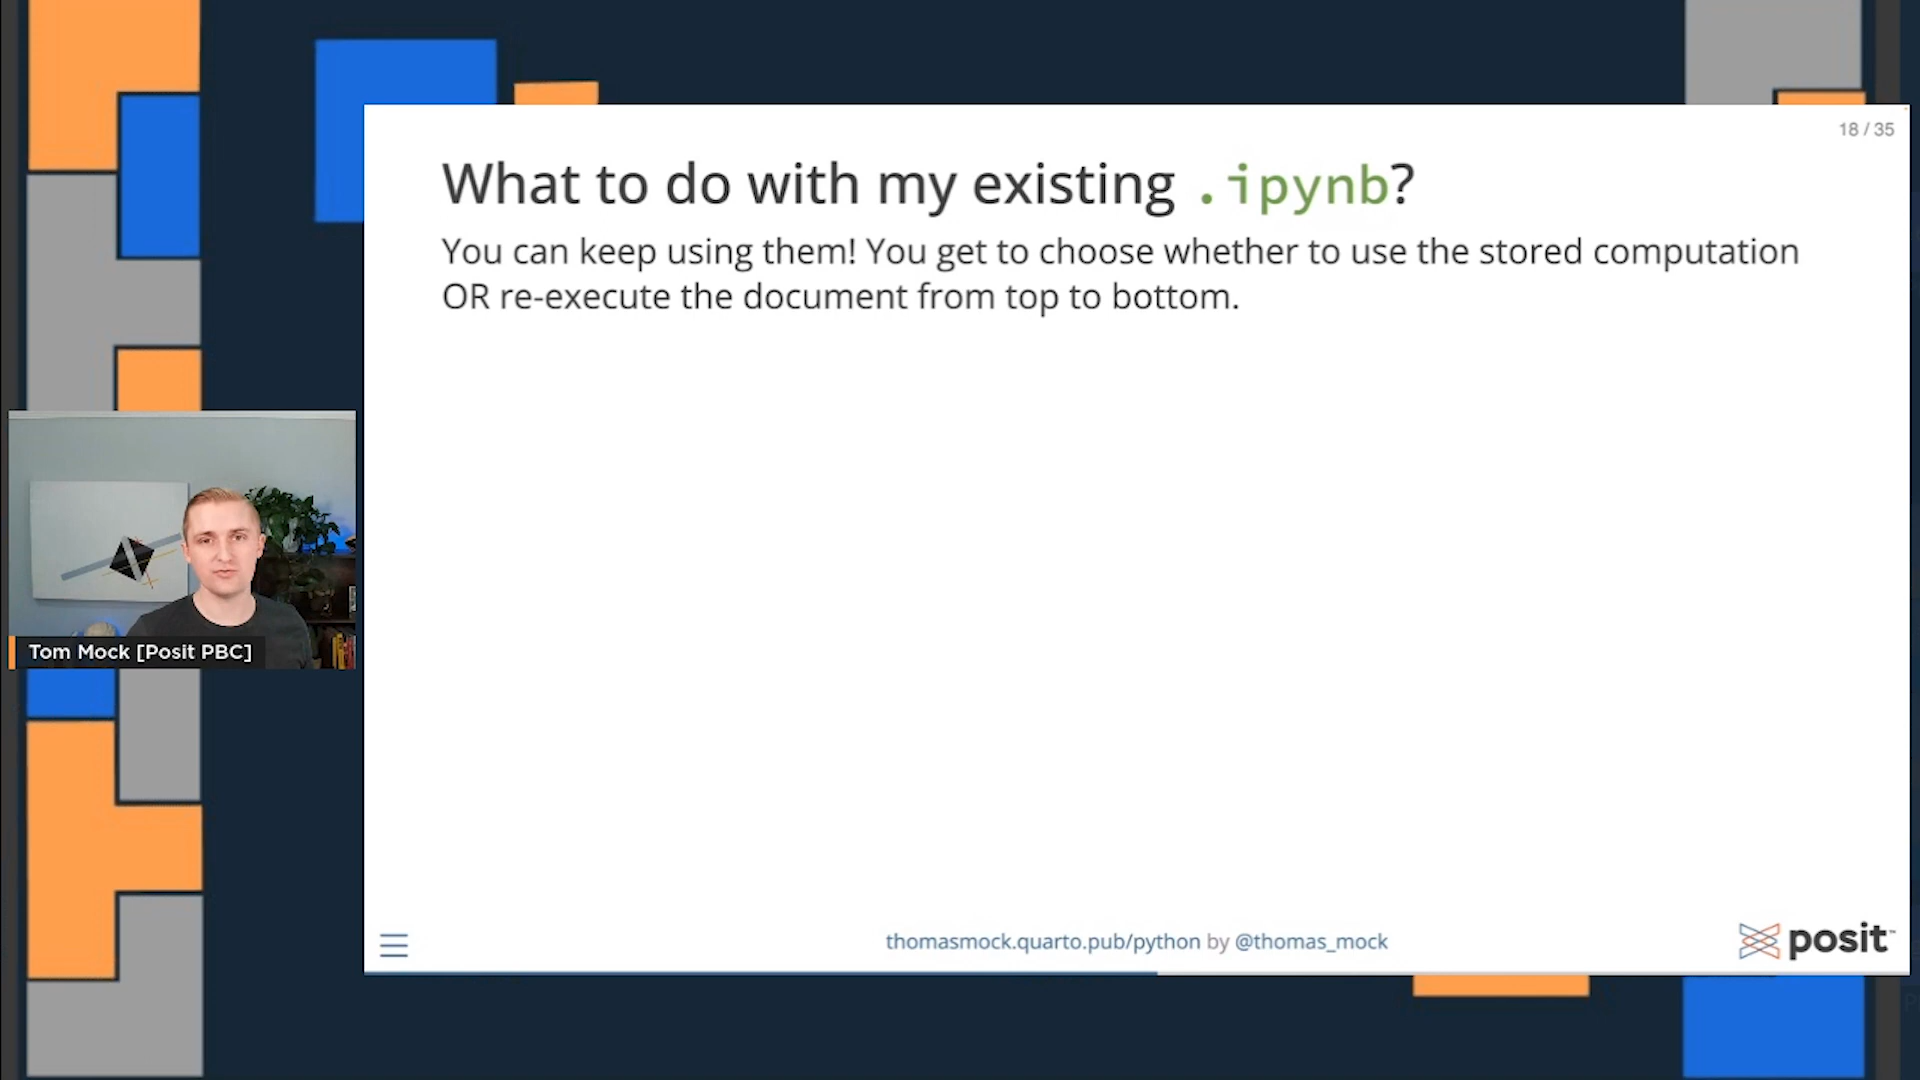 18 / 35
What to do with my existing .ipynb?
You can keep using them! You get to choose whether to use the stored computation
OR re-execute the document from top to bottom.
Tom Mock [Posit PBC]
thomasmock.quarto.pub/python by @thomas_mock
posit™